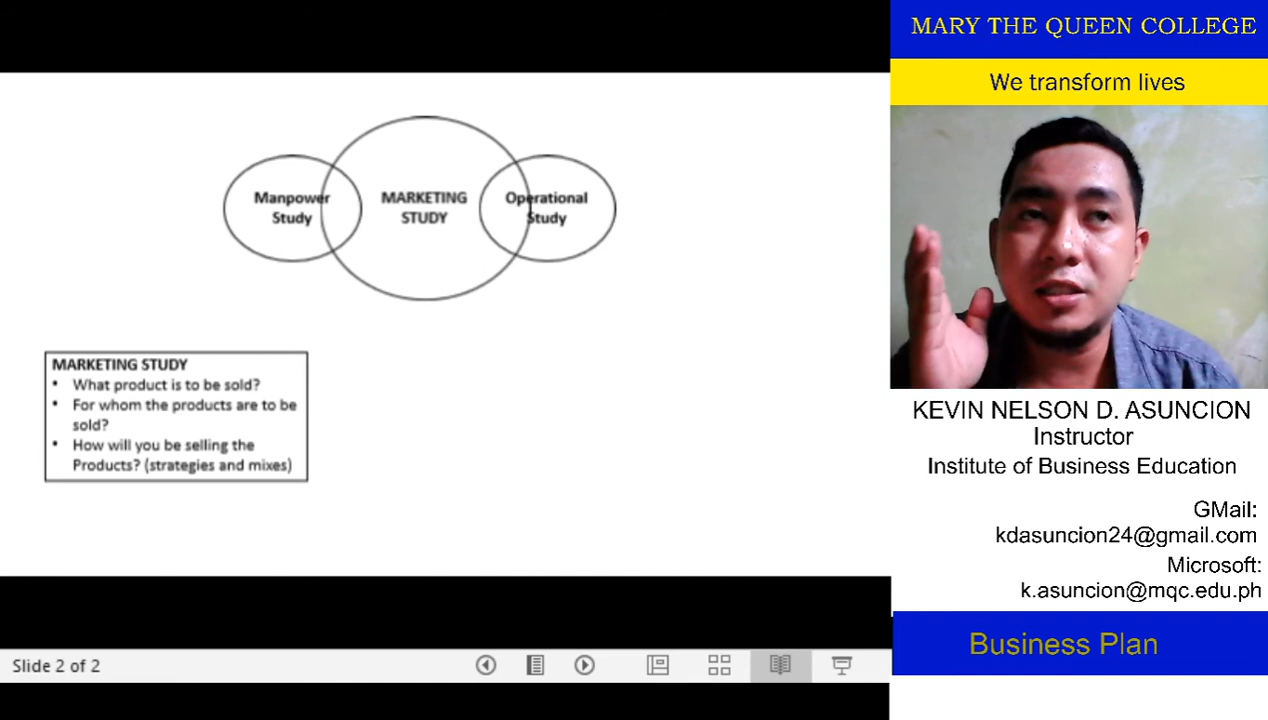 MARY THE QUEEN COLLEGE
We transform lives
Manpower
Study
MARKETING
STUDY
Operational
Study
MARKETING STUDY
• What product is to be sold?
• For whom the products are to be
sold?
• How will you be selling the
Products? (strategies and mixes)
KEVIN NELSON D. ASUNCION
Instructor
Institute of Business Education
GMail:
kdasuncion24@gmail.com
Microsoft:
k.asuncion@mqc.edu.ph
Business Plan
Slide 2 of 2